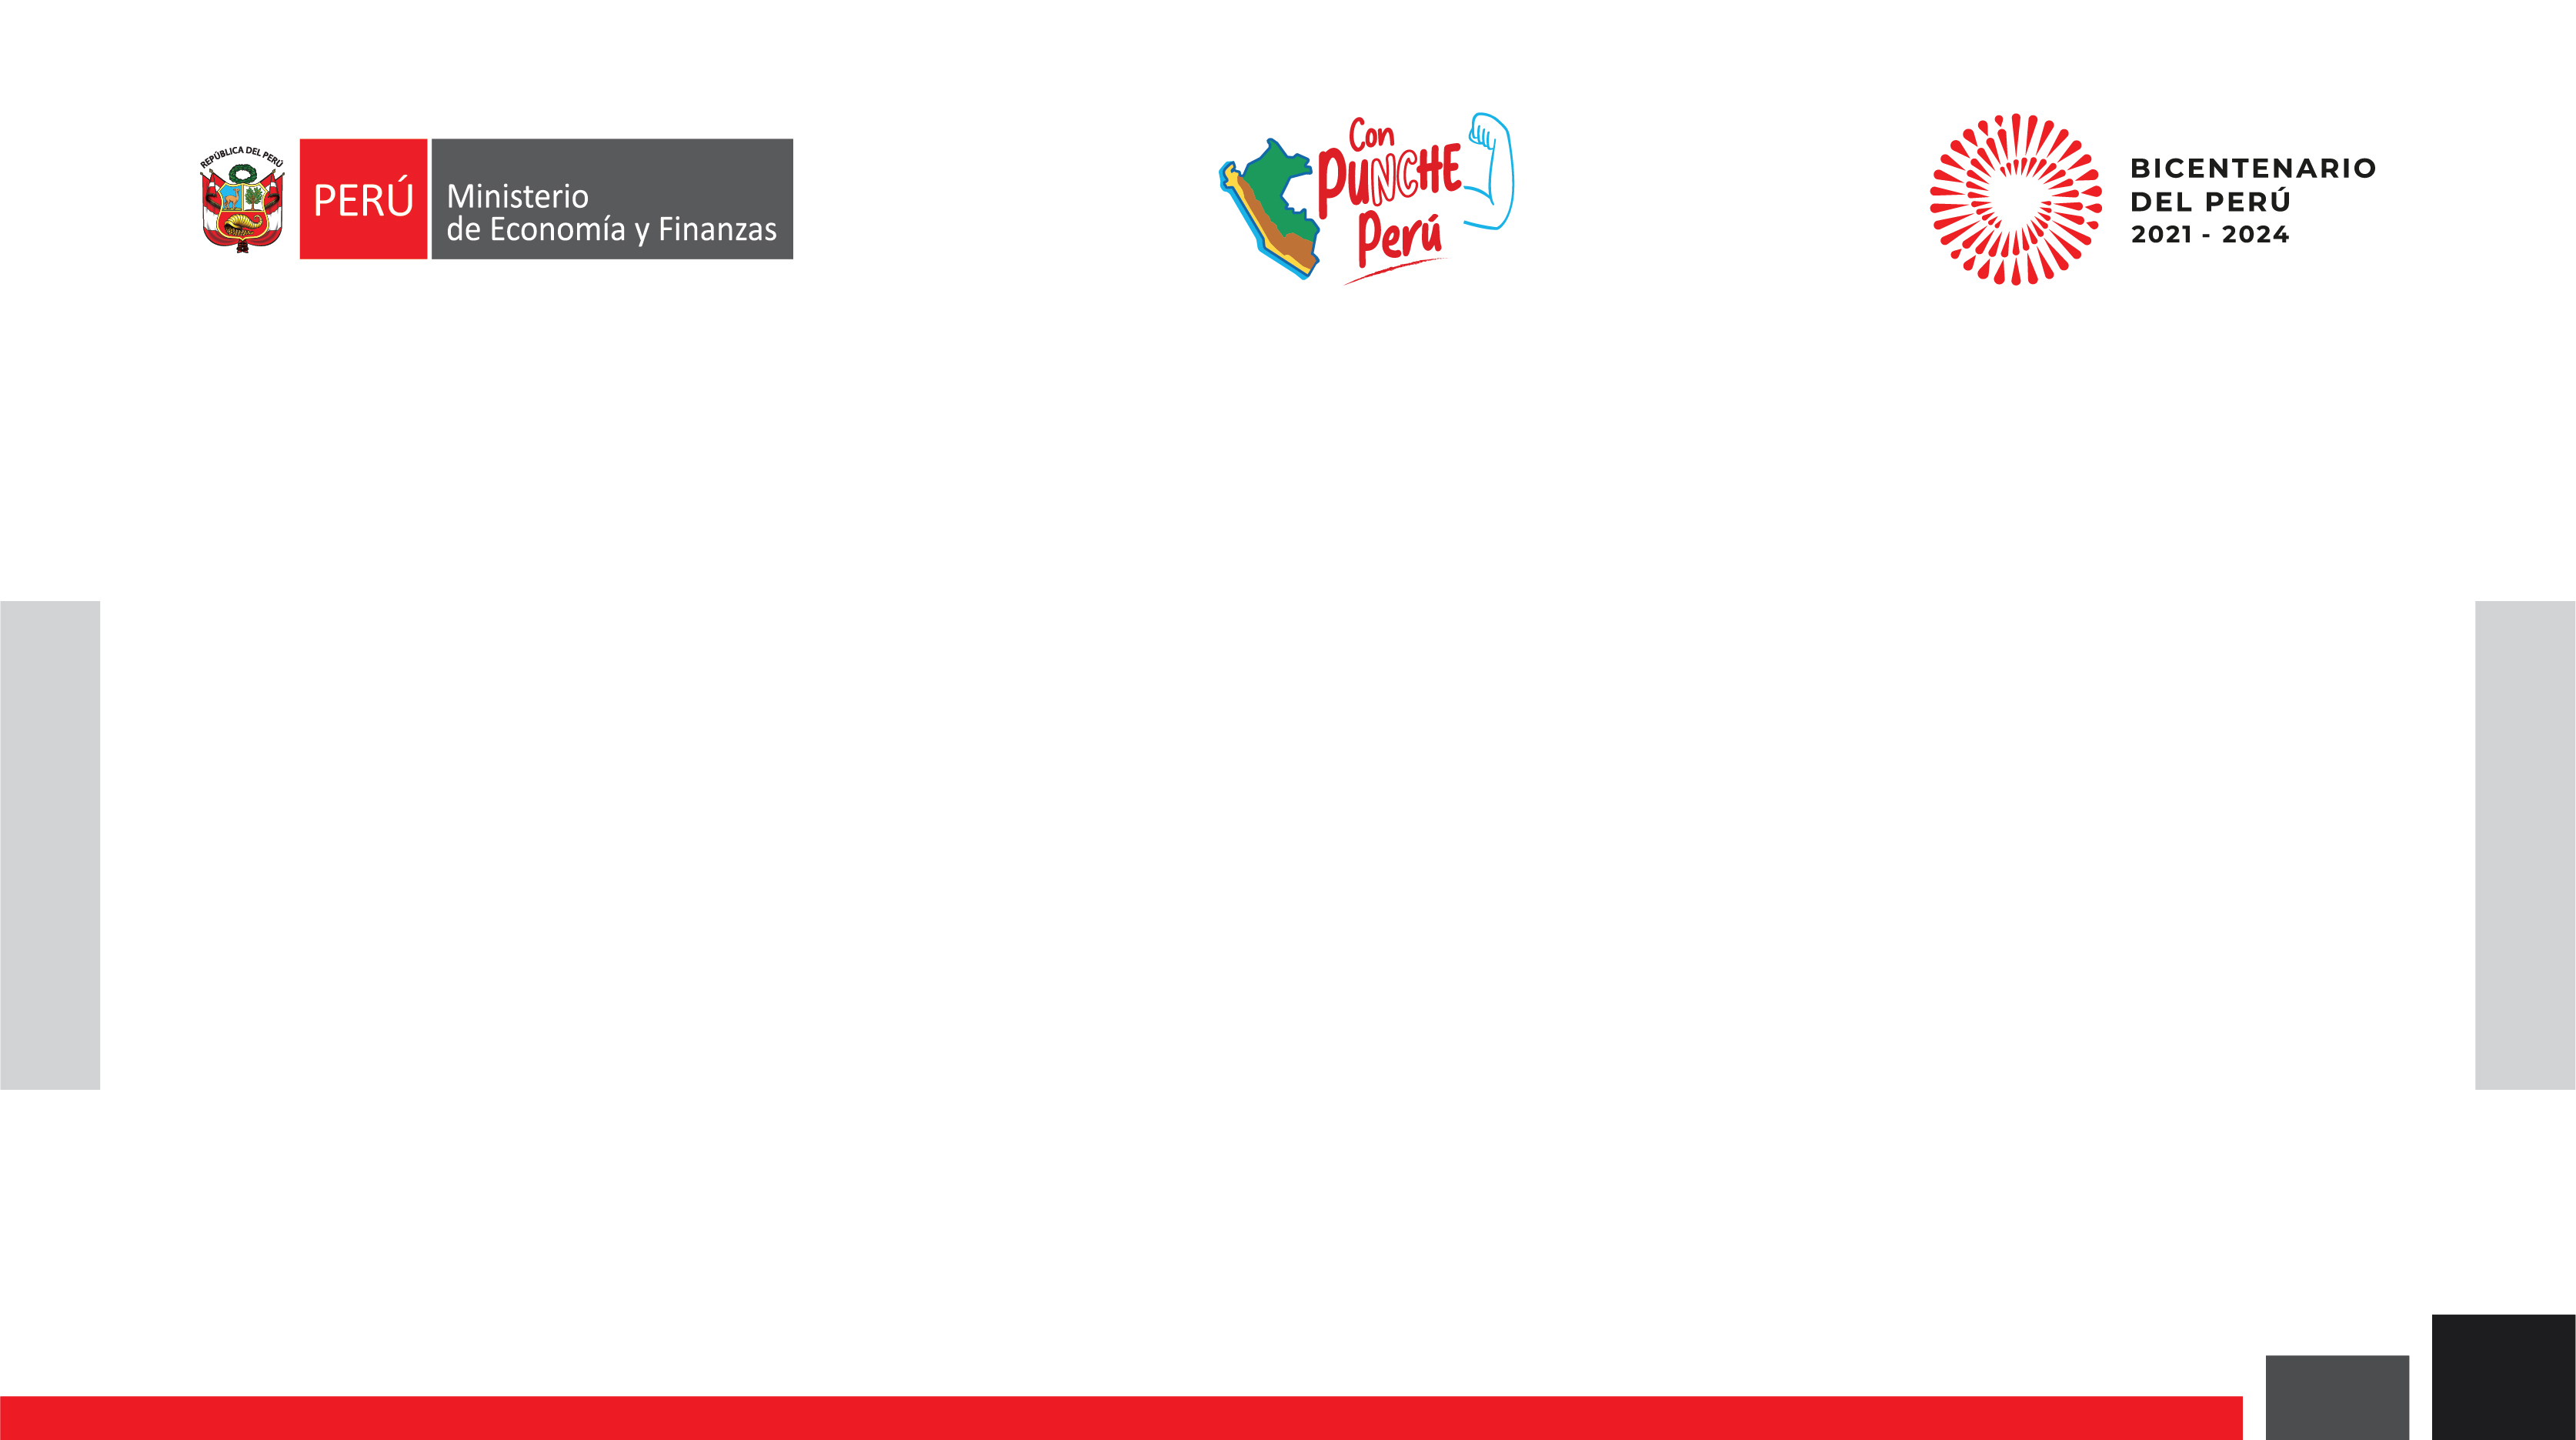 REPÚBLICA DEL PERÚ
PERÚ
Ministerio
de Economía y Finanzas
Con
PUNCHE
Perú
BICENTENARIO
DEL PERÚ
2021 - 2024